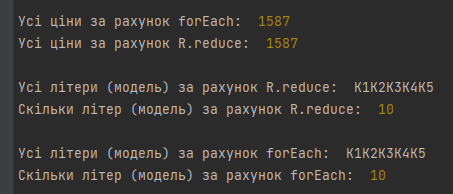 Усі ціни за рахунок forEach:  1587
Усі ціни за рахунок R.reduce:  1587
Усі літери (модель) за рахунок R.reduce:  K1K2K3K4K5
Скільки літер (модель) за рахунок R.reduce:  10
Усі літери (модель) за рахунок forEach:  K1K2K3K4K5
Скільки літер (модель) за рахунок forEach:  10